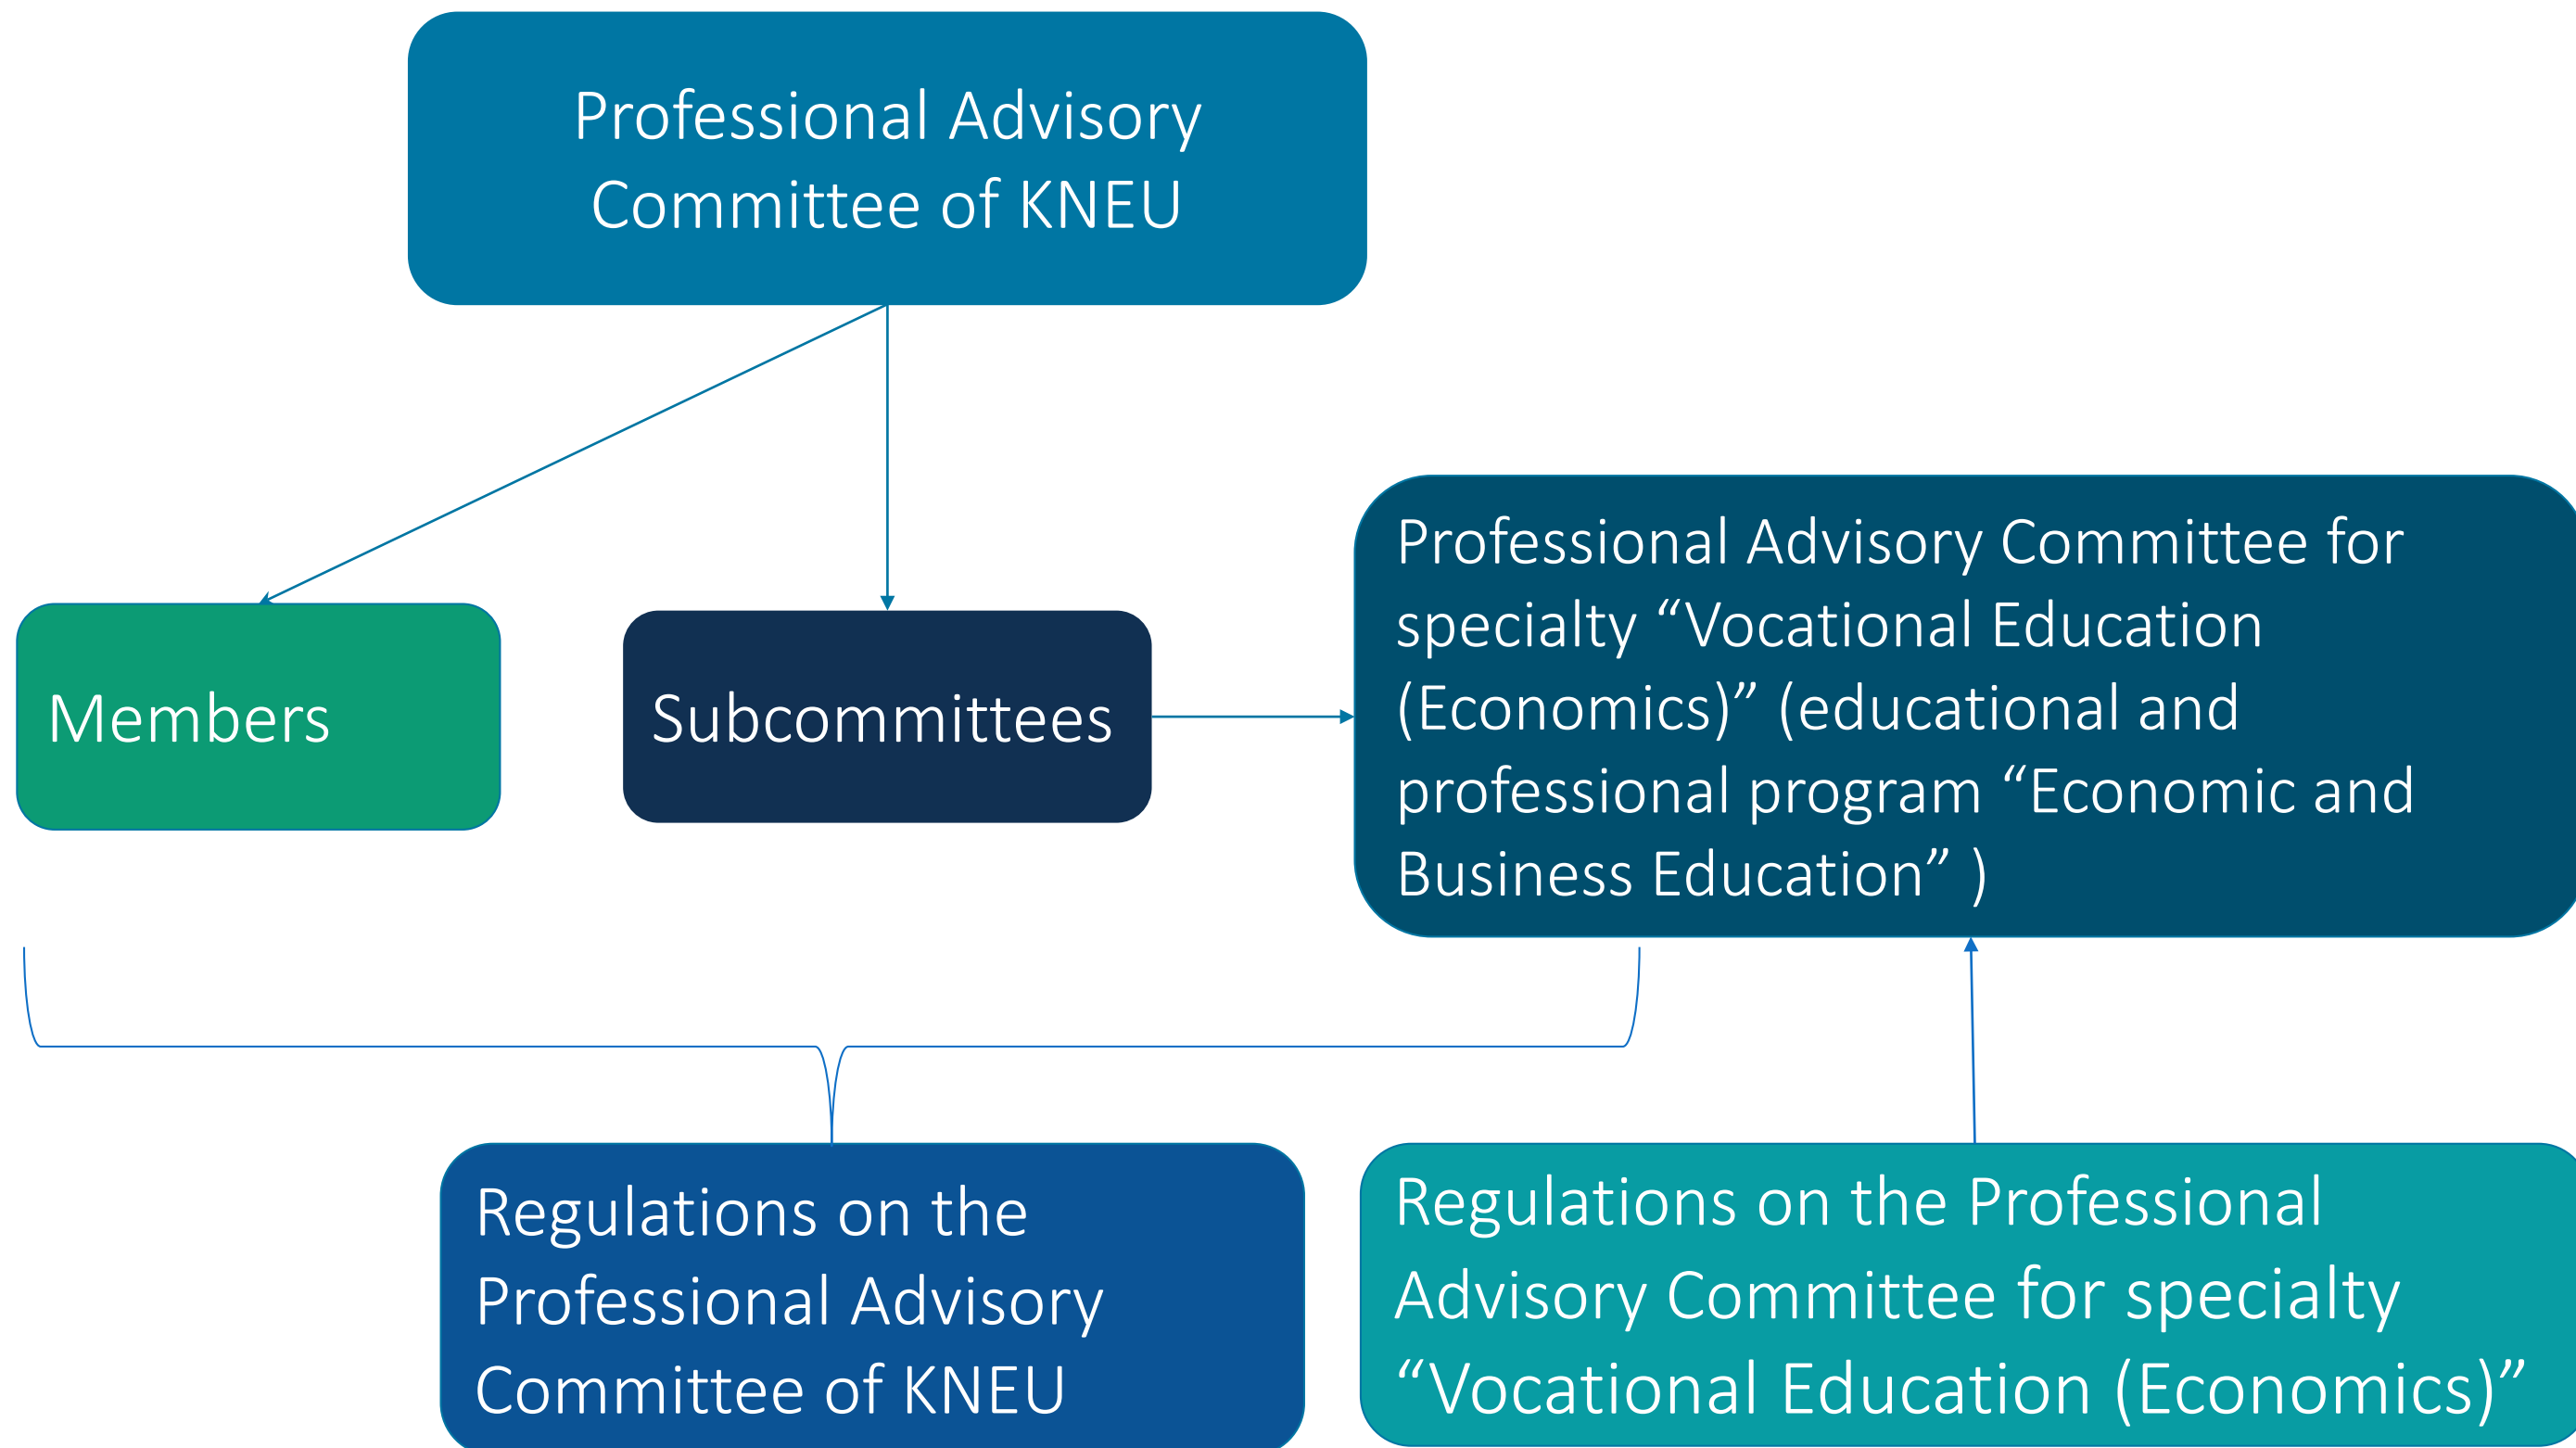 Professional Advisory
Committee of KNEU
Members
Subcommittees
Professional Advisory Committee for
specialty “Vocational Education
(Economics)” (educational and
professional program “Economic and
Business Education” )
Regulations on the
Professional Advisory
Committee of KNEU
Regulations on the Professional
Advisory Committee for specialty
“Vocational Education (Economics)”